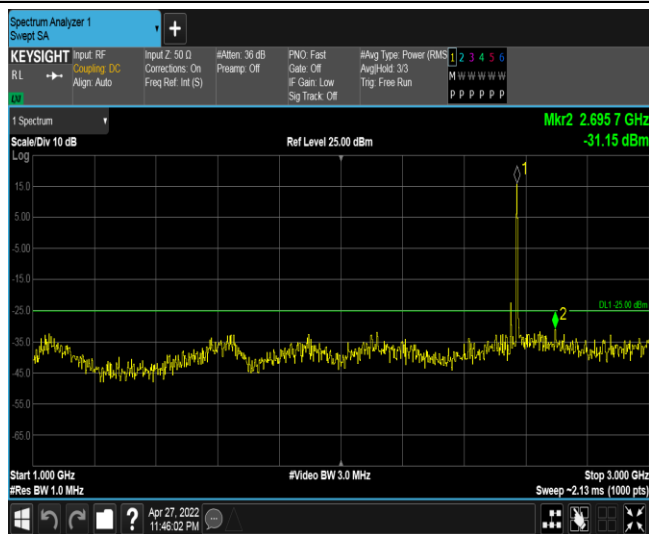 Spectrum Analyzer 1
Swept SA
+
KEYSIGHT
RL
Input: RF
Coupling: DC
Align: Auto
Input Z: 50 Ω
Corrections: On
Freq Ref: Int (S)
#Atten: 36 dB
Preamp: Off
PNO: Fast
Gate: Off
IF Gain: Low
Sig Track: Off
#Avg Type: Power (RMS
Avg|Hold: 3/3
Trig: Free Run
1 2 3 4 5 6
M W W W W W
P P P P P P
1 Spectrum
Scale/Div 10 dB
Ref Level 25.00 dBm
Mkr2 2.695 7 GHz
-31.15 dBm
Log
15.0
5.00
-5.00
-15.0
-25.0
-35.0
-45.0
-55.0
-65.0
1
DL1 -25.00 dBm
2
Start 1.000 GHz
#Res BW 1.0 MHz
#Video BW 3.0 MHz
Stop 3.000 GHz
Sweep ~2.13 ms (1000 pts)
?
Apr 27, 2022
11:46:02 PM